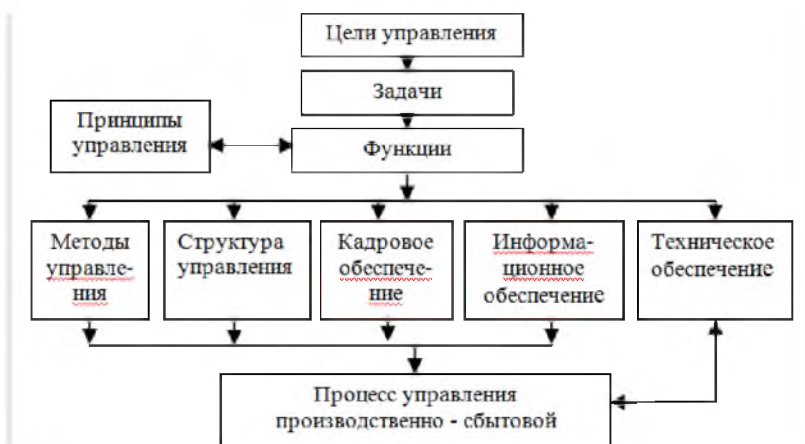 Цели управления
Задачи
Принципы
управления
Функции
Методы
управле-
ния
Структура
управления
Кадровое
обеспече-
ние
Информа-
ционное
обеспечение
Техническое
обеспечение
Процесс управления
производственно - сбытовой